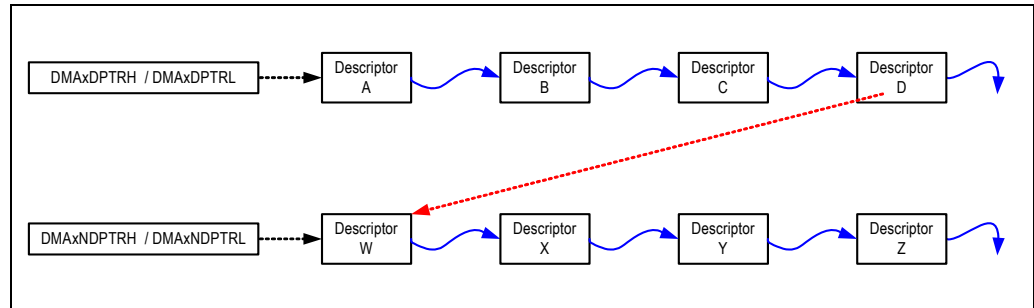 DMAxDPTRH / DMAxDPTRL
Descriptor
A
Descriptor
B
Descriptor
C
Descriptor
D
DMAxNDPTRH / DMAxNDPTRL
Descriptor
W
Descriptor
X
Descriptor
Y
Descriptor
Z